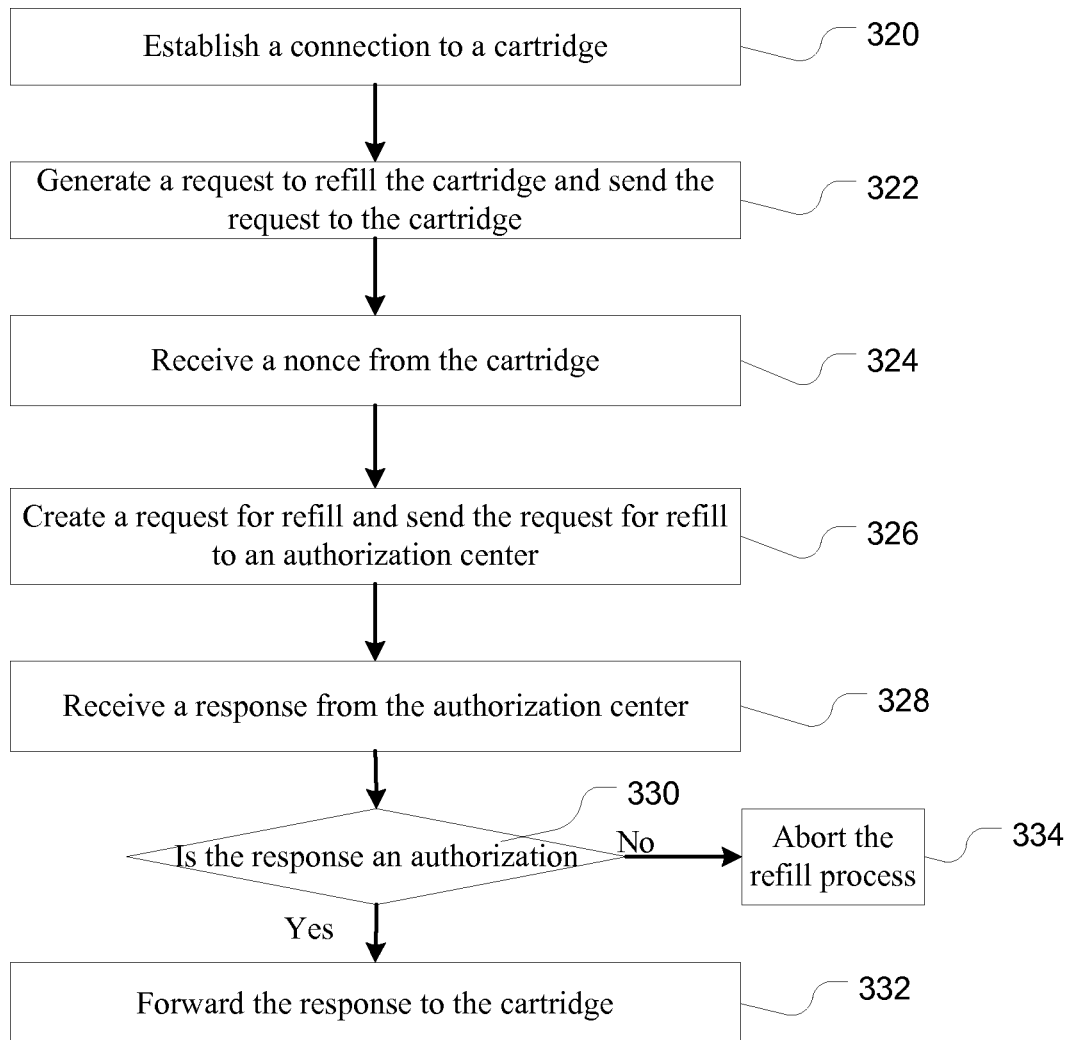 Establish a connection to a cartridge
320
Generate a request to refill the cartridge and send the
request to the cartridge
322
Receive a nonce from the cartridge
324
Create a request for refill and send the request for refill
to an authorization center
326
Receive a response from the authorization center
328
330
Is the response an authorization
No
Abort the
refill process
334
Yes
Forward the response to the cartridge
332